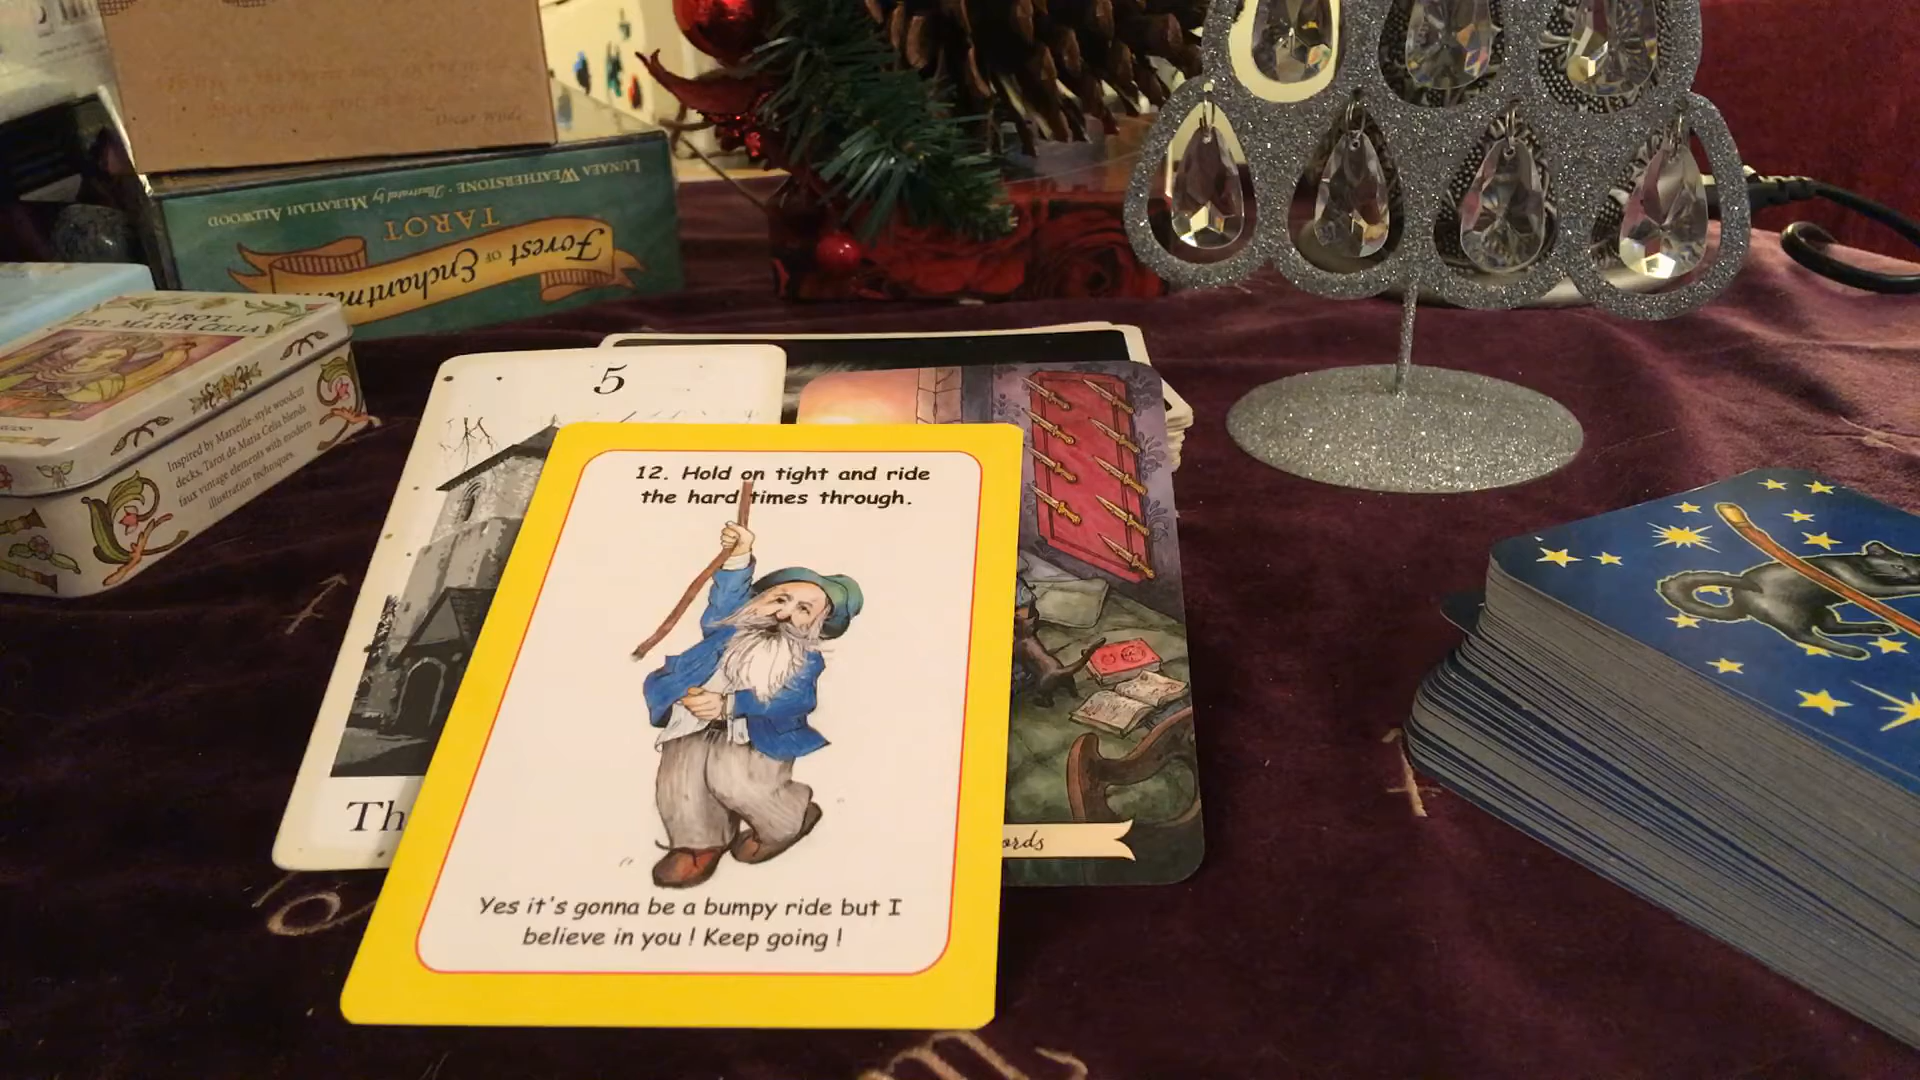 LUNAEA WEATHERSTONE • Illustrated by MERAYLAH ALLWOOD
TAROT
FOREST OF
TAROT
DE MARIA CELIA
Inspired by Marseille-style woodcut
decks, Tarot de Maria Celia blends
faux vintage elements with modern
illustration techniques.
5
Th
12. Hold on tight and ride
the hard times through.
Yes it's gonna be a bumpy ride but I
believe in you ! Keep going !
ords